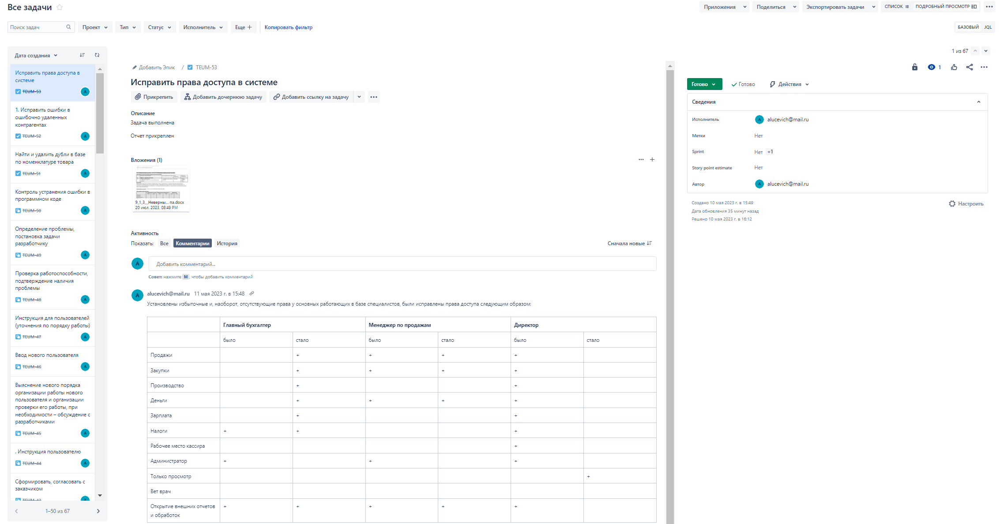 Все задачи
Приложения Поделиться Экспортировать задачи СПИСОК ПОДРОБНЫЙ ПРОСМОТР
Поиск задач Проект Тип Статус Исполнитель Еще + Копировать фильтр
БАЗОВЫЙ JQL
Дата создания
Исправить права доступа в
системе
TEUM-53 A
1. Исправить ошибки в
ошибочно удаленных
контрагентах
TEUM-52 A
Найти и удалить дубли в базе
по номенклатуре товара
TEUM-51 A
Контроль устранения ошибки в
программном коде
TEUM-50 A
Определение проблемы,
постановка задачи
разработчику
TEUM-49 A
Проверка работоспособности,
подтверждение наличия
проблемы
TEUM-48 A
Инструкция для пользователей
(уточнения по порядку работы)
TEUM-47 A
Ввод нового пользователя
TEUM-46 A
Выяснение нового порядка
организации работы нового
пользователя и организации
проверки его работы, при
необходимости – обсуждение с
разработчиками
TEUM-45 A
. Инструкция пользователю
TEUM-44 A
Сформировать, согласовать с
заказчиком
TEUM-43 A
1–50 из 67
Добавить Эпик / TEUM-53
Исправить права доступа в системе
Прикрепить Добавить дочернюю задачу Добавить ссылку на задачу
Описание
Задача выполнена
Отчет прикреплен
Вложения (1)
9_1_3__Неверны... па.docx
20 июл. 2023, 08:49 PM
Активность
Показать: Все Комментарии История Сначала новые
A Добавить комментарий...
Совет: нажмите M, чтобы добавить комментарий
A alucevich@mail.ru 11 мая 2023 г. в 15:48
Установлены избыточные и, наоборот, отсутствующие права у основных работающих в базе специалистов, были исправлены права доступа следующим образом:
Главный бухгалтер Менеджер по продажам Директор
было стало было стало было стало
Продажи + + + +
Закупки + + + +
Производство + +
Деньги + + + +
Зарплата + +
Налоги + + +
Рабочее место кассира +
Администратор + + +
Только просмотр +
Вет врач
Открытие внешних отчетов + + + + +
и обработок
1 из 67
1
Готово Готово Действия
Сведения
Исполнитель A alucevich@mail.ru
Метки Нет
Sprint Нет +1
Story point estimate Нет
Автор A alucevich@mail.ru
Создано 10 мая 2023 г. в 15:49
Дата обновления 35 минут назад
Решено 10 мая 2023 г. в 16:12
Настроить